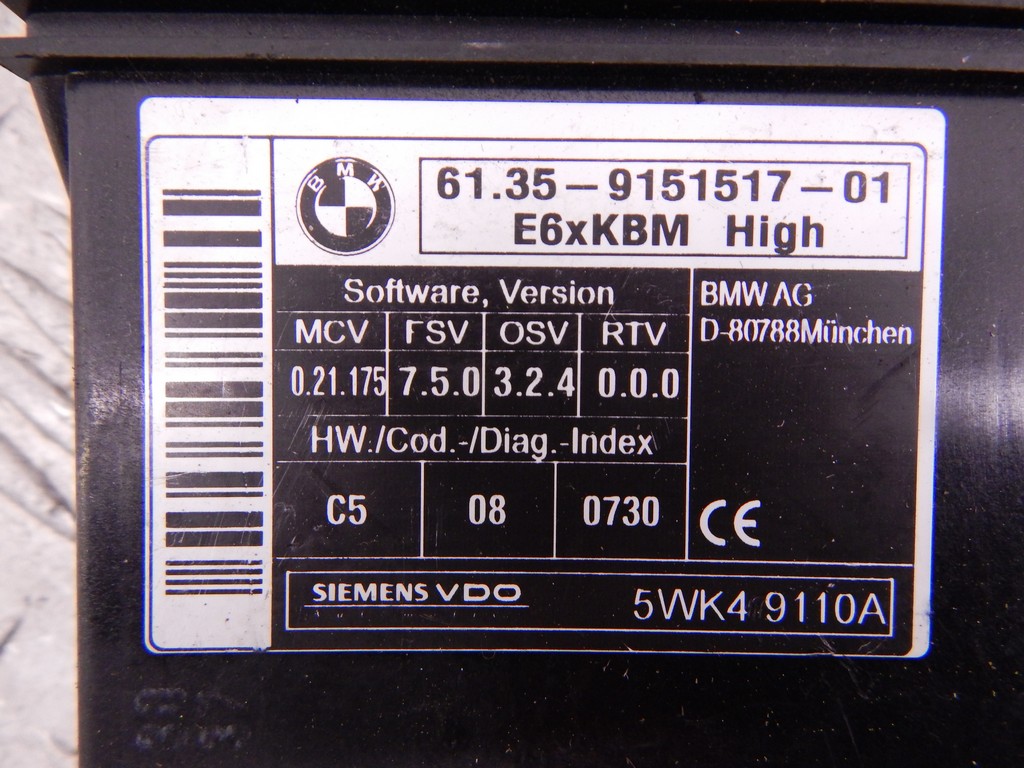 BMW
61.35-9151517-01
E6xKBM High
Software, Version
MCV FSV OSV RTV
0.21.175 7.5.0 3.2.4 0.0.0
HW./Cod.-/Diag.-Index
C5 08 0730
BMW AG
D-80788München
CE
SIEMENS VDO 5WK4 9110A